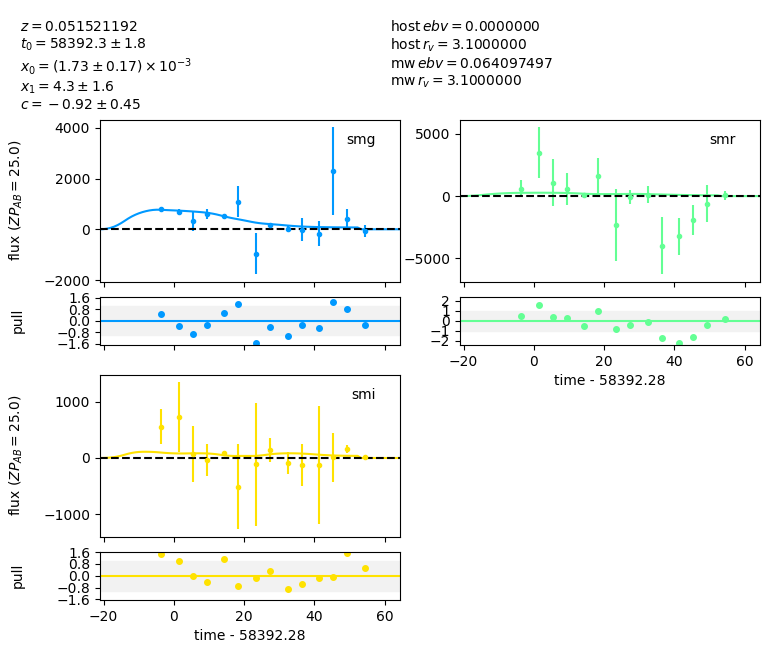 z = 0.051521192
t₀ = 58392.3 ± 1.8
x₀ = (1.73 ± 0.17) × 10⁻³
x₁ = 4.3 ± 1.6
c = −0.92 ± 0.45
host ebv = 0.0000000
host r_v = 3.1000000
mw ebv = 0.064097497
mw r_v = 3.1000000
smg
4000
2000
0
−2000
flux (ZP_AB = 25.0)
smr
5000
0
−5000
1.6
0.8
0.0
−0.8
−1.6
pull
2
1
0
−1
−2
−20 0 20 40 60
time - 58392.28
smi
1000
0
−1000
flux (ZP_AB = 25.0)
1.6
0.8
0.0
−0.8
−1.6
pull
−20 0 20 40 60
time - 58392.28